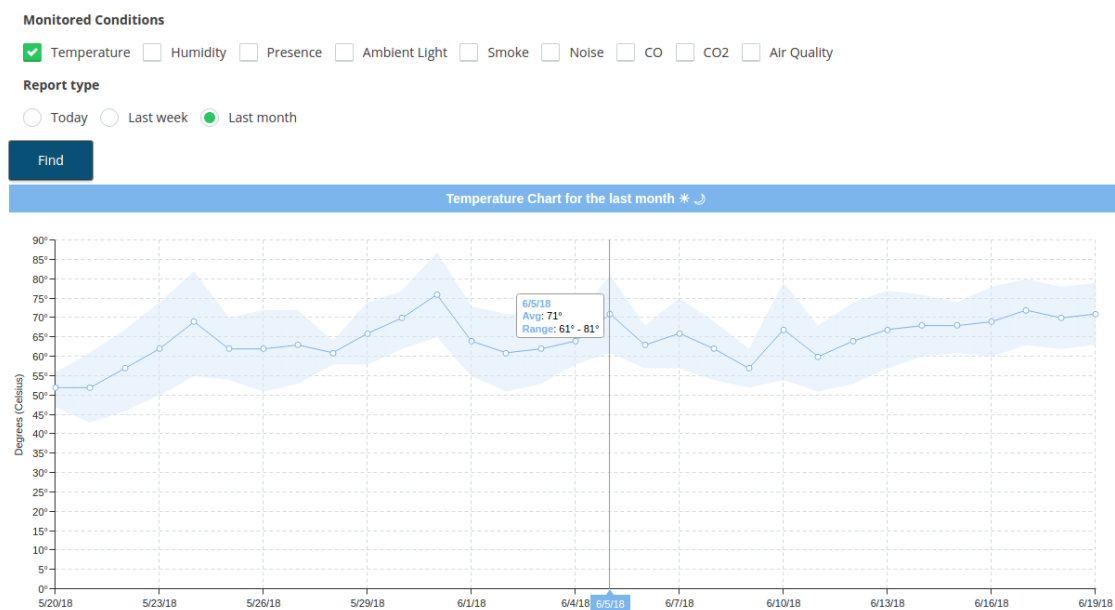 Monitored Conditions
Temperature Humidity Presence Ambient Light Smoke Noise CO CO2 Air Quality
Report type
Today Last week Last month
Find
Temperature Chart for the last month ☀ 🌙
90°
85°
80°
75°
70°
65°
60°
55°
50°
45°
40°
35°
30°
25°
20°
15°
10°
5°
0°
Degrees (Celsius)
6/5/18
Avg: 71°
Range: 61° - 81°
5/20/18 5/23/18 5/26/18 5/29/18 6/1/18 6/4/18 6/5/18 6/7/18 6/10/18 6/13/18 6/16/18 6/19/18